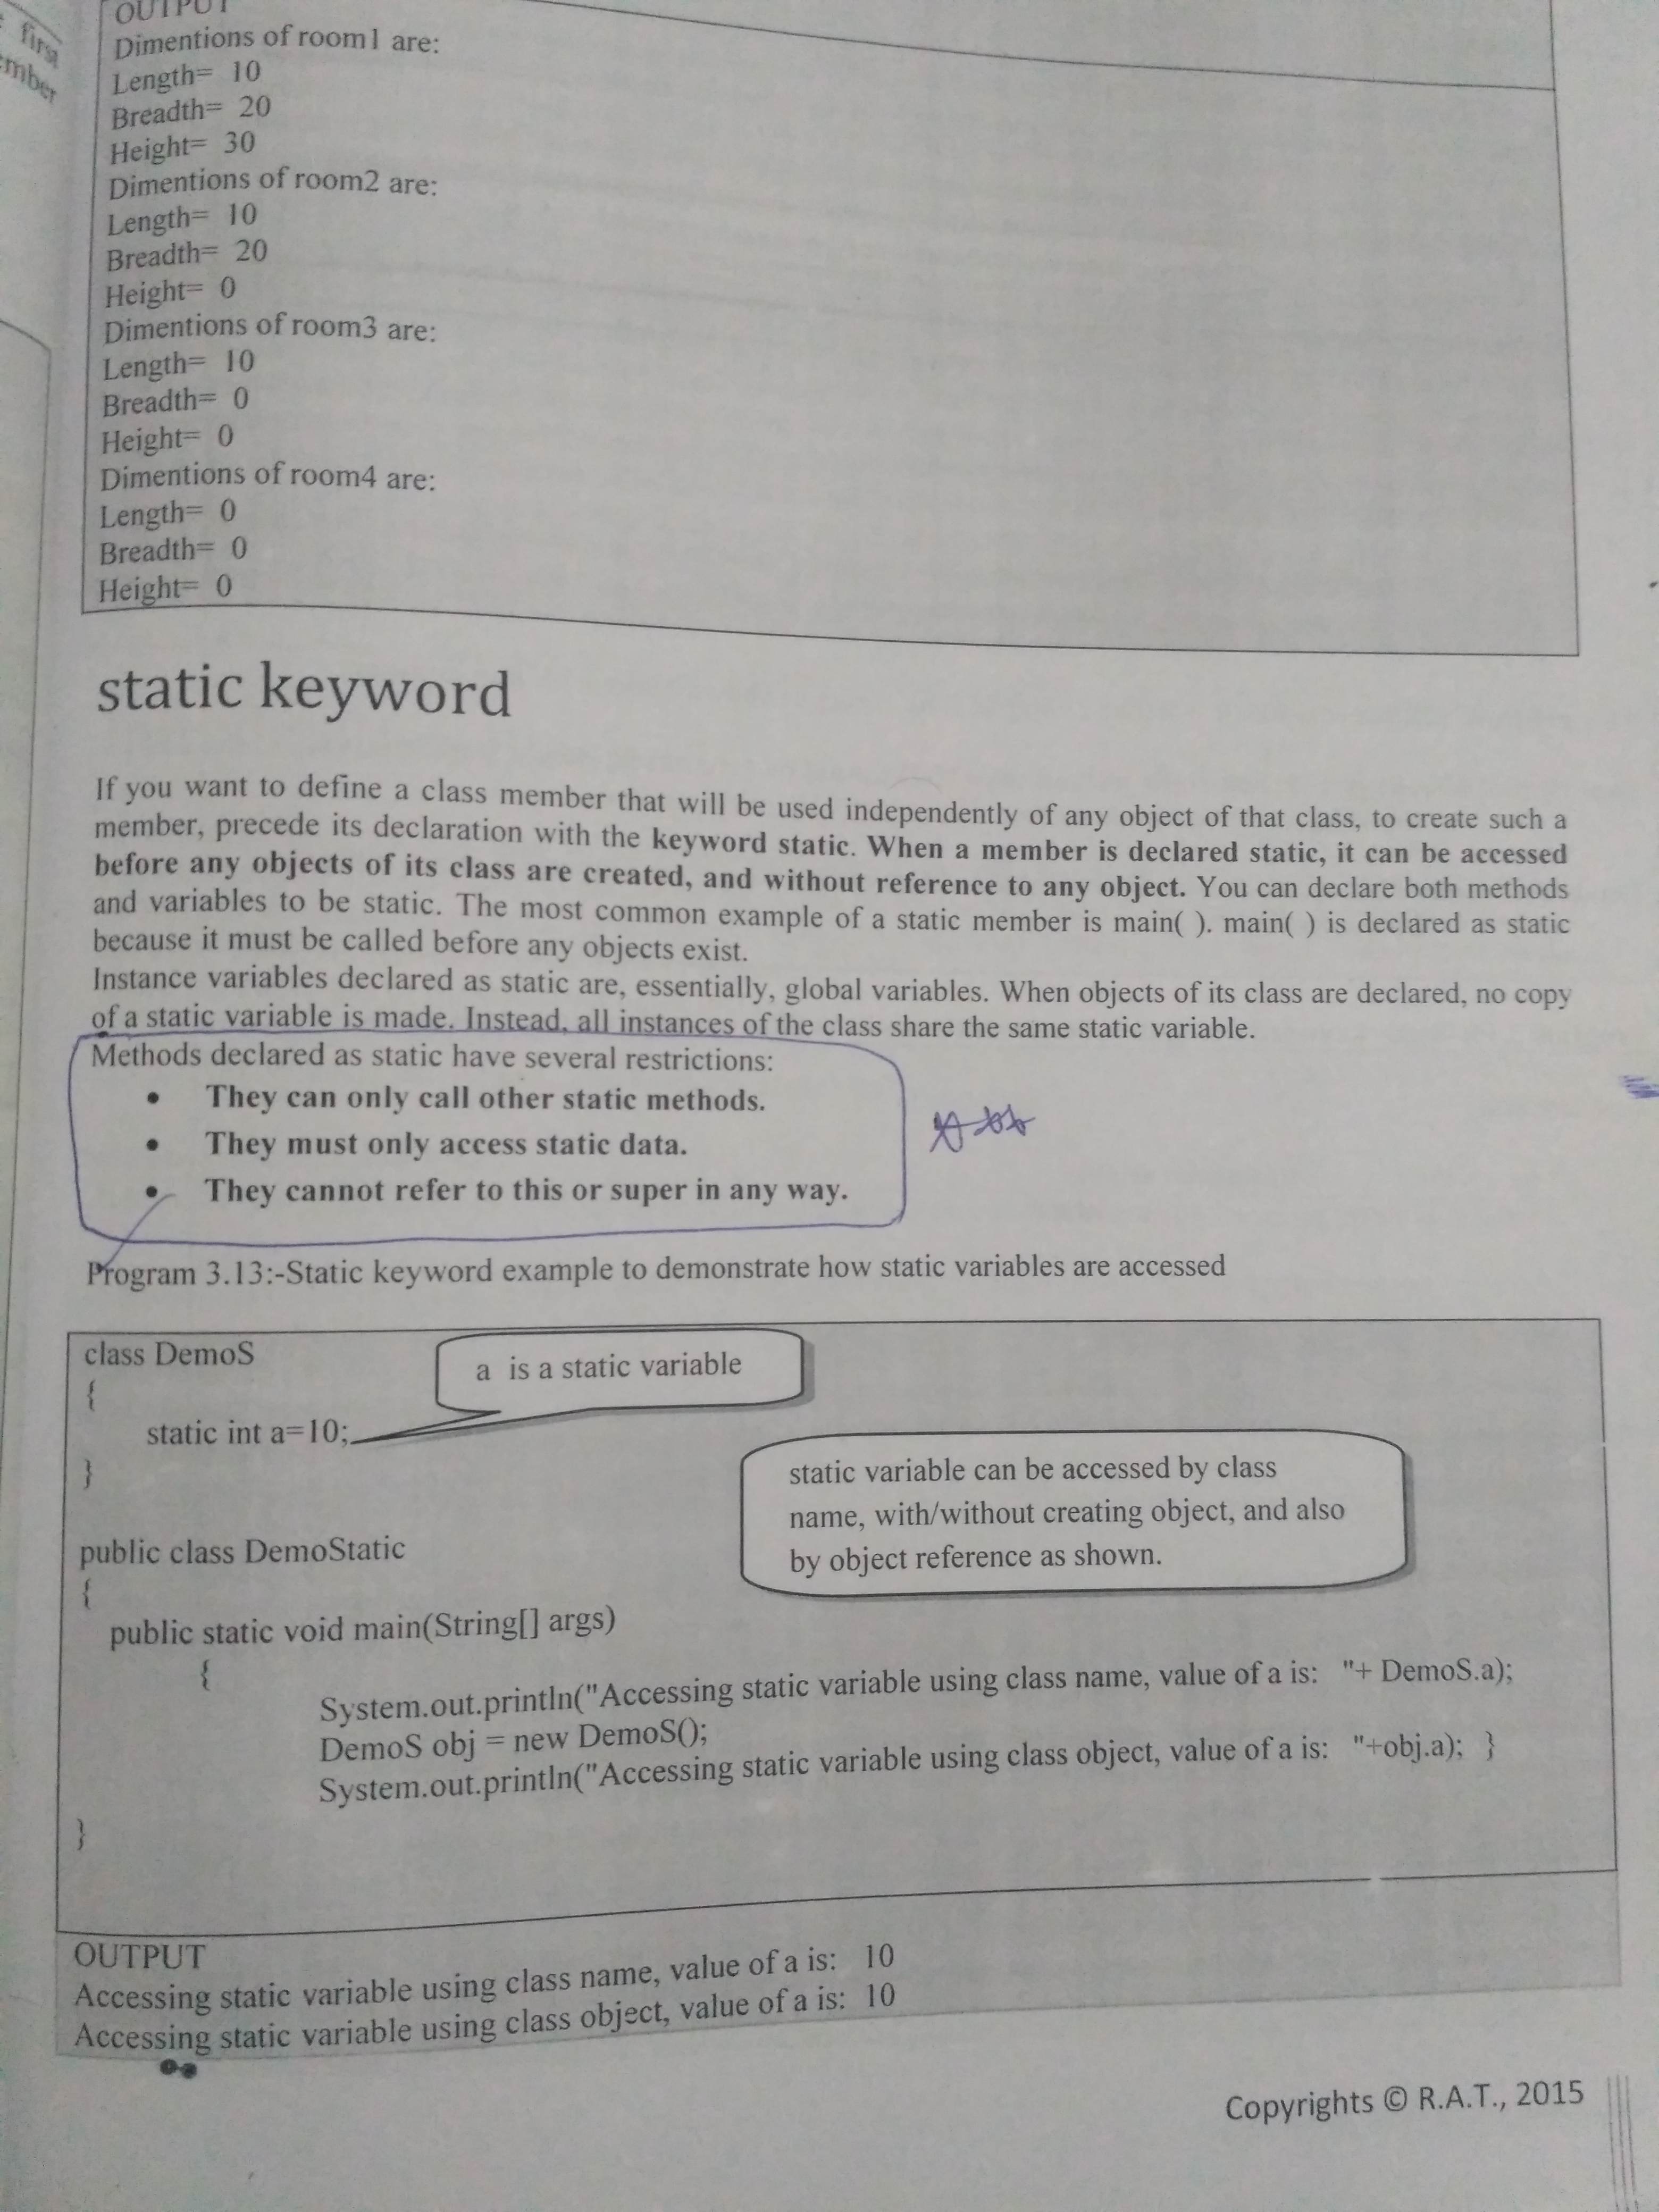 first
mber
OUTPUT
Dimentions of room1 are:
Length= 10
Breadth= 20
Height= 30
Dimentions of room2 are:
Length= 10
Breadth= 20
Height= 0
Dimentions of room3 are:
Length= 10
Breadth= 0
Height= 0
Dimentions of room4 are:
Length= 0
Breadth= 0
Height= 0
static keyword
If you want to define a class member that will be used independently of any object of that class, to create such a
member, precede its declaration with the keyword static. When a member is declared static, it can be accessed
before any objects of its class are created, and without reference to any object. You can declare both methods
and variables to be static. The most common example of a static member is main( ). main( ) is declared as static
because it must be called before any objects exist.
Instance variables declared as static are, essentially, global variables. When objects of its class are declared, no copy
of a static variable is made. Instead, all instances of the class share the same static variable.
Methods declared as static have several restrictions:
• They can only call other static methods.
• They must only access static data.
• They cannot refer to this or super in any way.
Program 3.13:-Static keyword example to demonstrate how static variables are accessed
class DemoS
{
a is a static variable
static int a=10;
}
static variable can be accessed by class
name, with/without creating object, and also
by object reference as shown.
public class DemoStatic
{
public static void main(String[] args)
{
System.out.println("Accessing static variable using class name, value of a is: "+ DemoS.a);
DemoS obj = new DemoS();
System.out.println("Accessing static variable using class object, value of a is: "+obj.a); }
}
OUTPUT
Accessing static variable using class name, value of a is: 10
Accessing static variable using class object, value of a is: 10
Copyrights © R.A.T., 2015